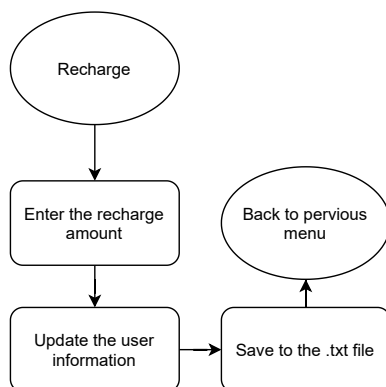 Recharge
Enter the recharge
amount
Update the user
information
Save to the .txt file
Back to pervious
menu